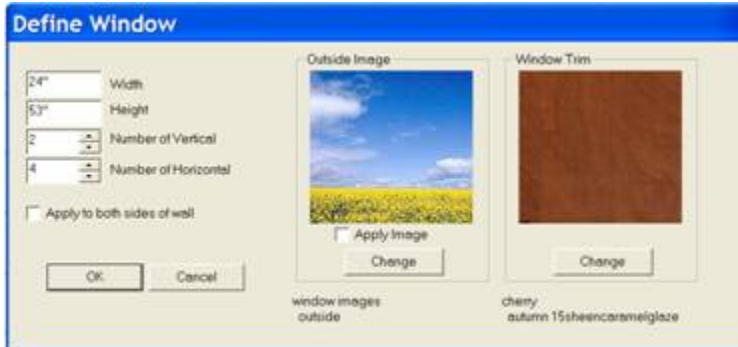 Define Window
24"
Width
53"
Height
2
Number of Vertical
4
Number of Horizontal
Apply to both sides of wall
OK
Cancel
Outside Image
Apply Image
Change
window images
outside
Window Trim
Change
cherry
autumn 15sheencaramelglaze